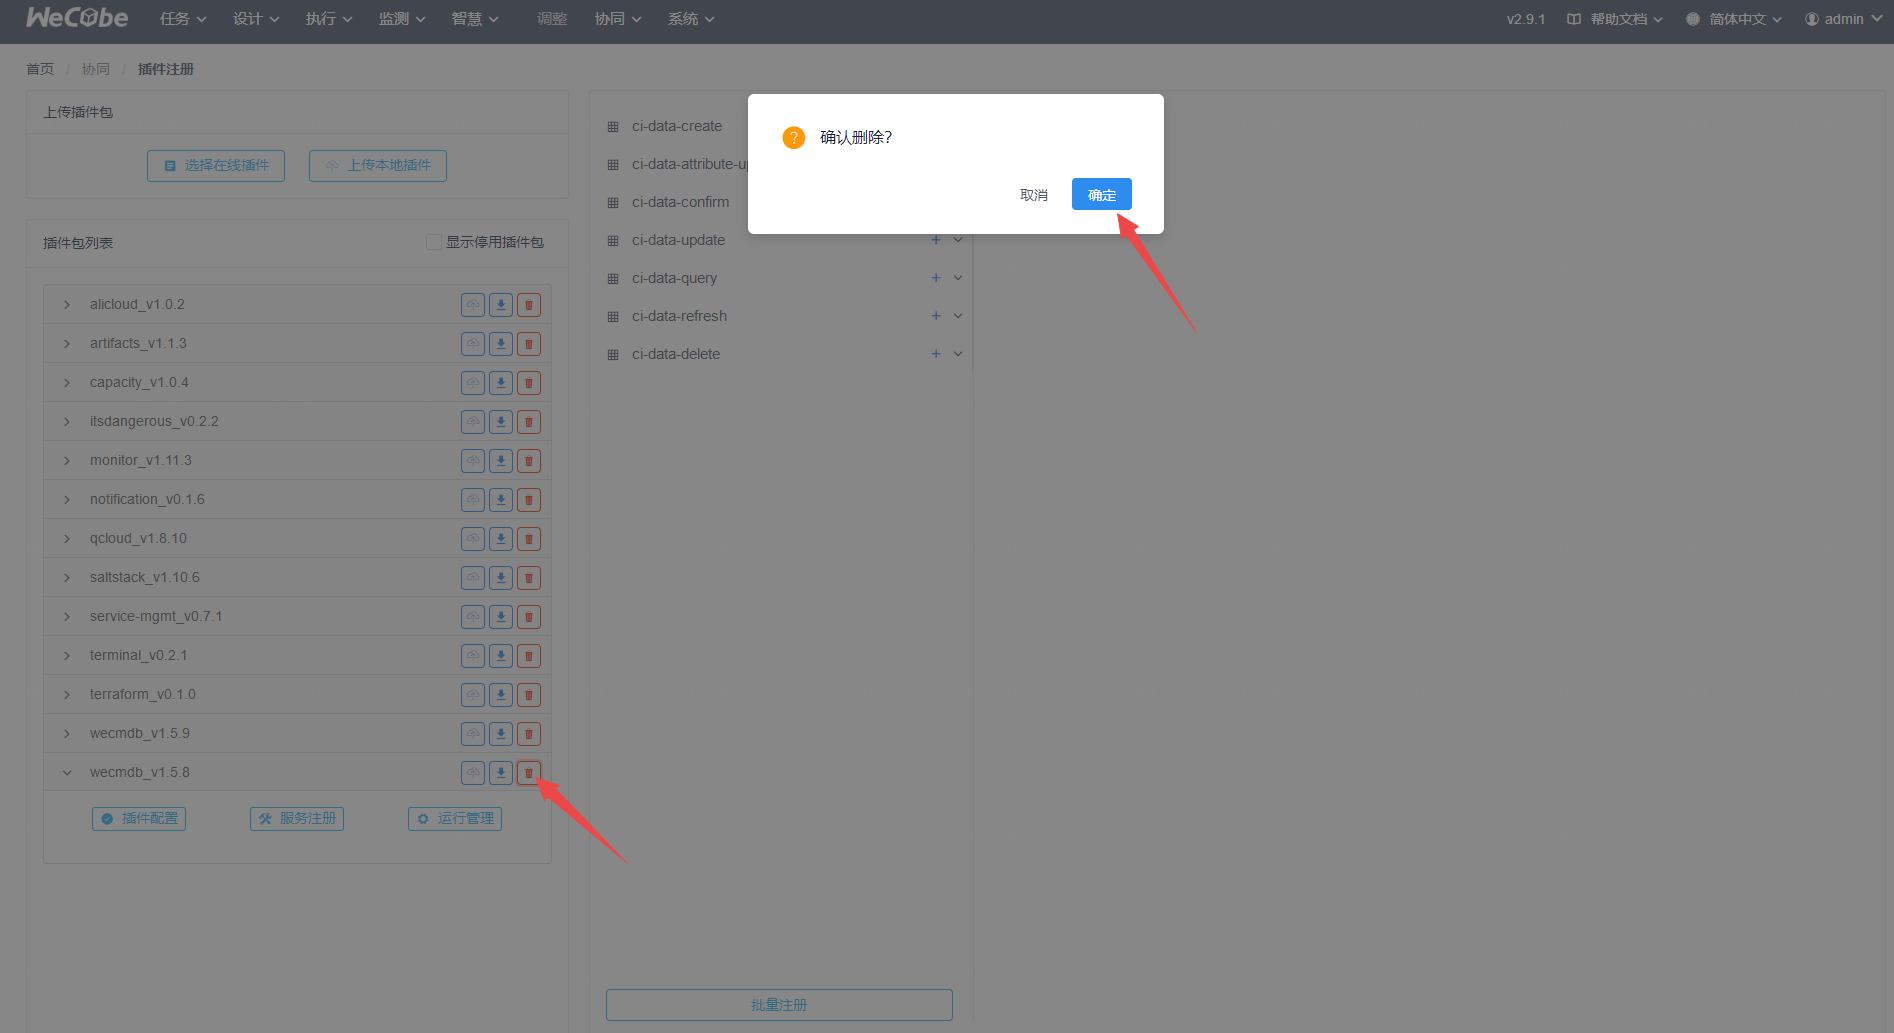 WeCube 任务 设计 执行 监测 智慧 调整 协同 系统 v2.9.1 帮助文档 简体中文 admin
首页 / 协同 / 插件注册
上传插件包
选择在线插件 上传本地插件
插件包列表 显示停用插件包
alicloud_v1.0.2
artifacts_v1.1.3
capacity_v1.0.4
itsdangerous_v0.2.2
monitor_v1.11.3
notification_v0.1.6
qcloud_v1.8.10
saltstack_v1.10.6
service-mgmt_v0.7.1
terminal_v0.2.1
terraform_v0.1.0
wecmdb_v1.5.9
wecmdb_v1.5.8
插件配置 服务注册 运行管理
ci-data-create
ci-data-attribute-up
ci-data-confirm
ci-data-update
ci-data-query
ci-data-refresh
ci-data-delete
批量注册
确认删除?
取消 确定